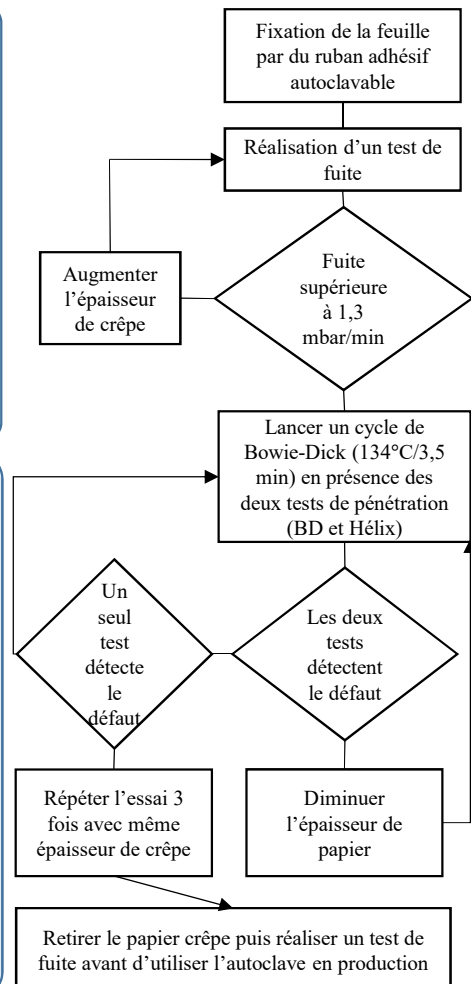 Fixation de la feuille
par du ruban adhésif
autoclavable
Réalisation d’un test de
fuite
Augmenter
l’épaisseur
de crêpe
Fuite
supérieure
à 1,3
mbar/min
Lancer un cycle de
Bowie-Dick (134°C/3,5
min) en présence des
deux tests de pénétration
(BD et Hélix)
Un
seul
test
détecte
le
défaut
Les deux
tests
détectent
le défaut
Répéter l’essai 3
fois avec même
épaisseur de crêpe
Diminuer
l’épaisseur de
papier
Retirer le papier crêpe puis réaliser un test de
fuite avant d’utiliser l’autoclave en production